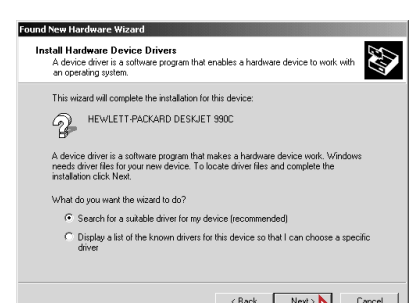 Found New Hardware Wizard
Install Hardware Device Drivers
A device driver is a software program that enables a hardware device to work with
an operating system.
This wizard will complete the installation for this device:
HEWLETT-PACKARD DESKJET 990C
A device driver is a software program that makes a hardware device work. Windows
needs driver files for your new device. To locate driver files and complete the
installation click Next.
What do you want the wizard to do?
Search for a suitable driver for my device (recommended)
Display a list of the known drivers for this device so that I can choose a specific
driver
< Back Next > Cancel